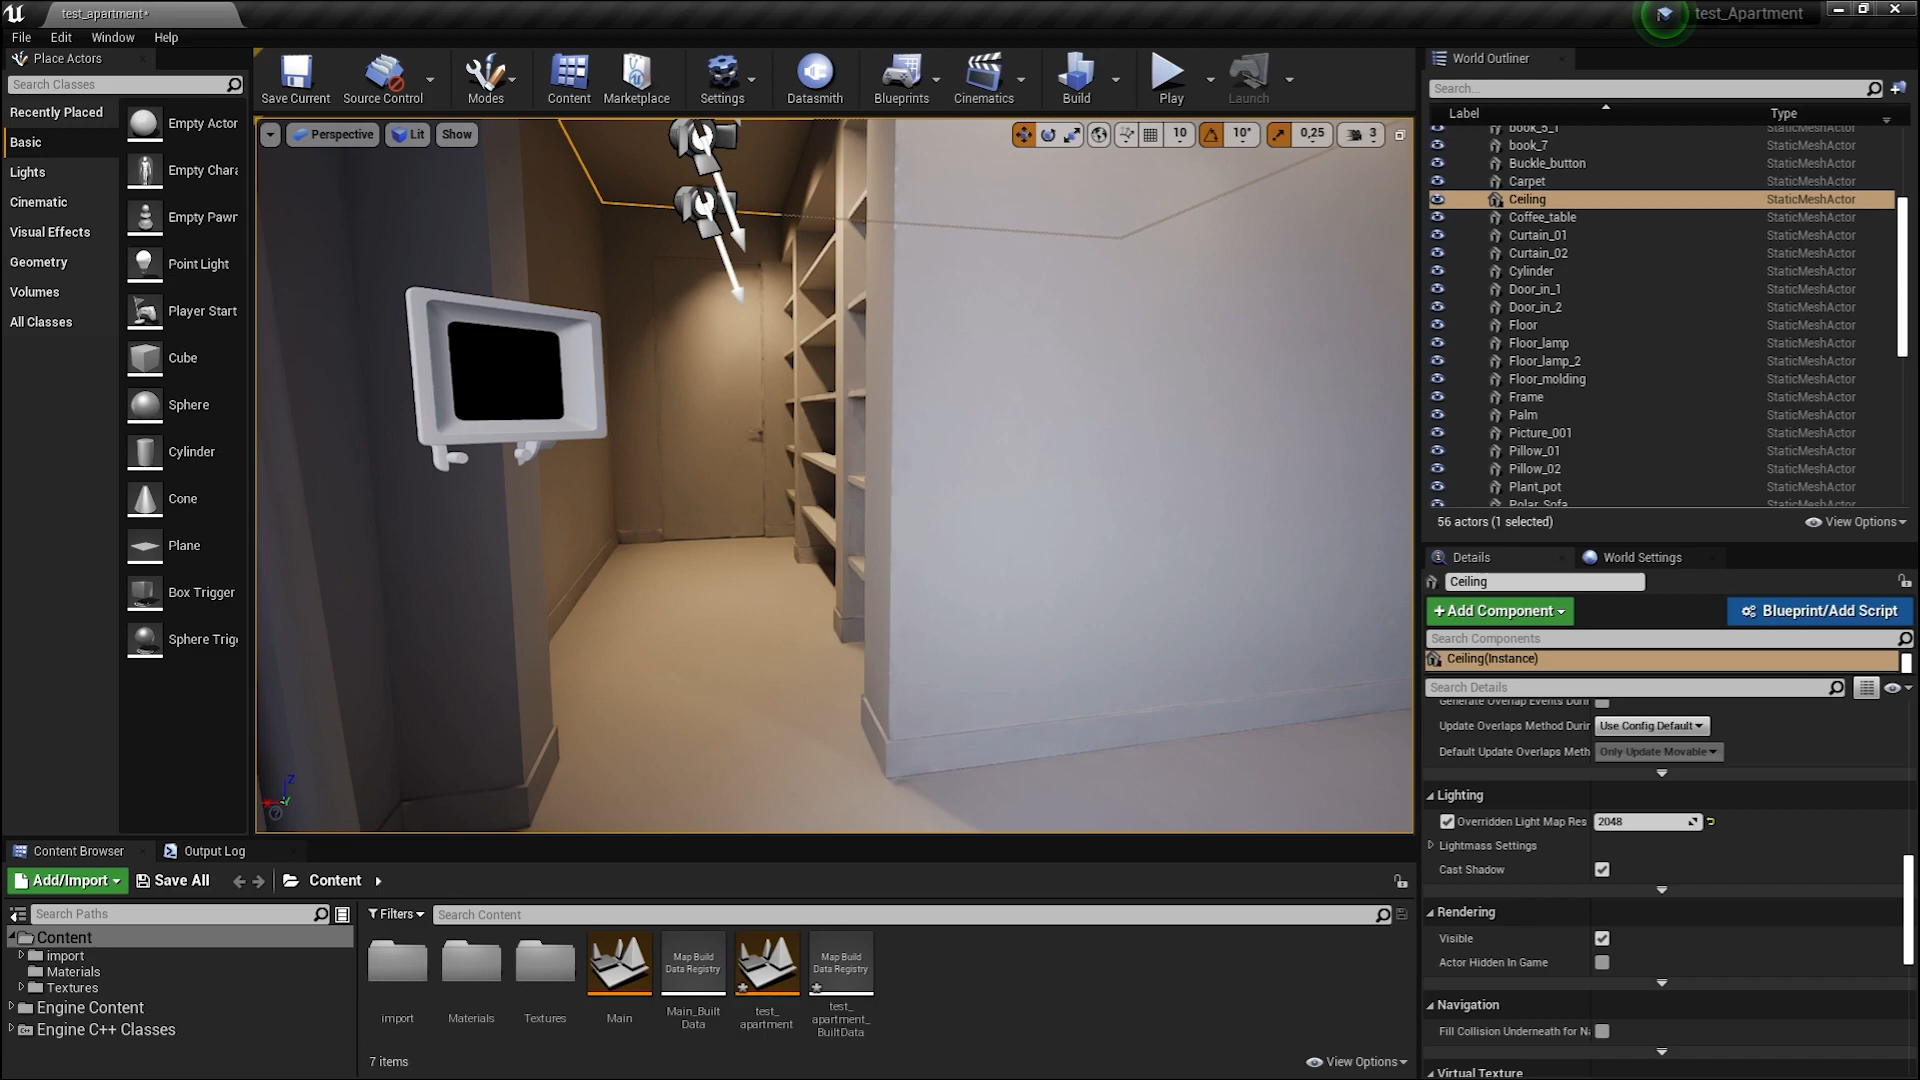 test_apartment*
test_Apartment
File Edit Window Help
Place Actors
Search Classes
Recently Placed
Basic
Lights
Cinematic
Visual Effects
Geometry
Volumes
All Classes
Empty Actor
Empty Chara
Empty Pawn
Point Light
Player Start
Cube
Sphere
Cylinder
Cone
Plane
Box Trigger
Sphere Trig
Save Current
Source Control
Modes
Content
Marketplace
Settings
Datasmith
Blueprints
Cinematics
Build
Play
Launch
Perspective
Lit
Show
10
10°
0,25
3
Z
Y
World Outliner
Search...
Label Type
book_5_1 StaticMeshActor
book_7 StaticMeshActor
Buckle_button StaticMeshActor
Carpet StaticMeshActor
Ceiling StaticMeshActor
Coffee_table StaticMeshActor
Curtain_01 StaticMeshActor
Curtain_02 StaticMeshActor
Cylinder StaticMeshActor
Door_in_1 StaticMeshActor
Door_in_2 StaticMeshActor
Floor StaticMeshActor
Floor_lamp StaticMeshActor
Floor_lamp_2 StaticMeshActor
Floor_molding StaticMeshActor
Frame StaticMeshActor
Palm StaticMeshActor
Picture_001 StaticMeshActor
Pillow_01 StaticMeshActor
Pillow_02 StaticMeshActor
Plant_pot StaticMeshActor
Polar_Sofa StaticMeshActor
56 actors (1 selected)
View Options
Details
World Settings
Ceiling
+Add Component
Blueprint/Add Script
Search Components
Ceiling(Instance)
Search Details
Generate Overlap Events Durin
Update Overlaps Method Durin Use Config Default
Default Update Overlaps Meth Only Update Movable
Lighting
Overridden Light Map Res 2048
Lightmass Settings
Cast Shadow
Rendering
Visible
Actor Hidden In Game
Navigation
Fill Collision Underneath for Na
Virtual Texture
Content Browser
Output Log
Add/Import
Save All
Content
Search Paths
Filters
Search Content
Content
import
Materials
Textures
Engine Content
Engine C++ Classes
import
Materials
Textures
Main
Map Build
Data Registry
Main_Built
Data
test_
apartment
Map Build
Data Registry
test_
apartment_
BuiltData
7 items
View Options